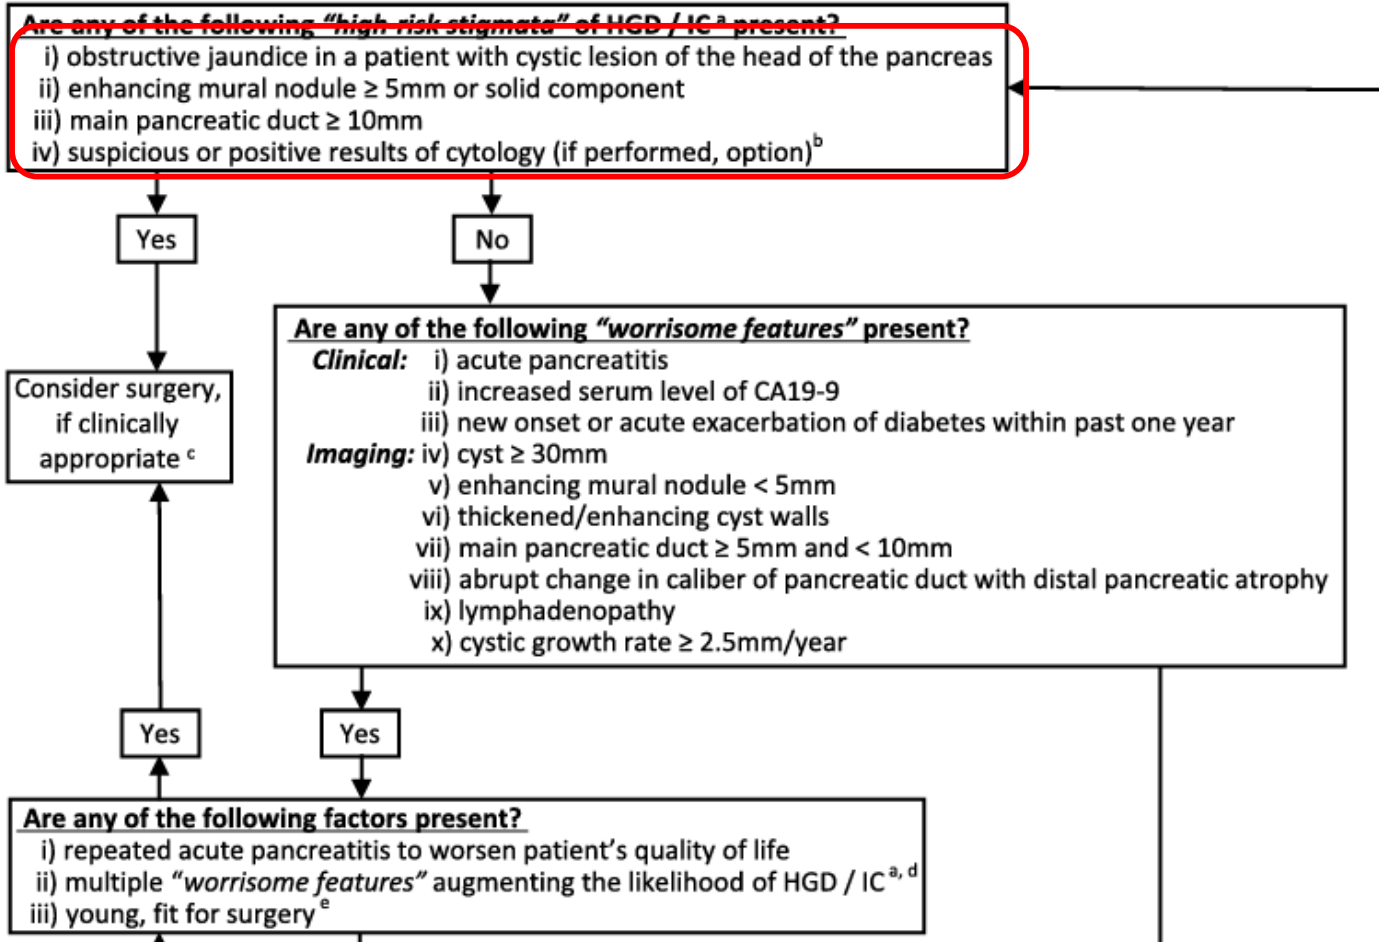 Are any of the following “high-risk stigmata” of HGD / IC a present?
i) obstructive jaundice in a patient with cystic lesion of the head of the pancreas
ii) enhancing mural nodule ≥ 5mm or solid component
iii) main pancreatic duct ≥ 10mm
iv) suspicious or positive results of cytology (if performed, option) b
Yes
No
Are any of the following “worrisome features” present?
Clinical: i) acute pancreatitis
ii) increased serum level of CA19-9
iii) new onset or acute exacerbation of diabetes within past one year
Imaging: iv) cyst ≥ 30mm
v) enhancing mural nodule < 5mm
vi) thickened/enhancing cyst walls
vii) main pancreatic duct ≥ 5mm and < 10mm
viii) abrupt change in caliber of pancreatic duct with distal pancreatic atrophy
ix) lymphadenopathy
x) cystic growth rate ≥ 2.5mm/year
Consider surgery,
if clinically
appropriate c
Yes
Yes
Are any of the following factors present?
i) repeated acute pancreatitis to worsen patient’s quality of life
ii) multiple “worrisome features” augmenting the likelihood of HGD / IC a, d
iii) young, fit for surgery e